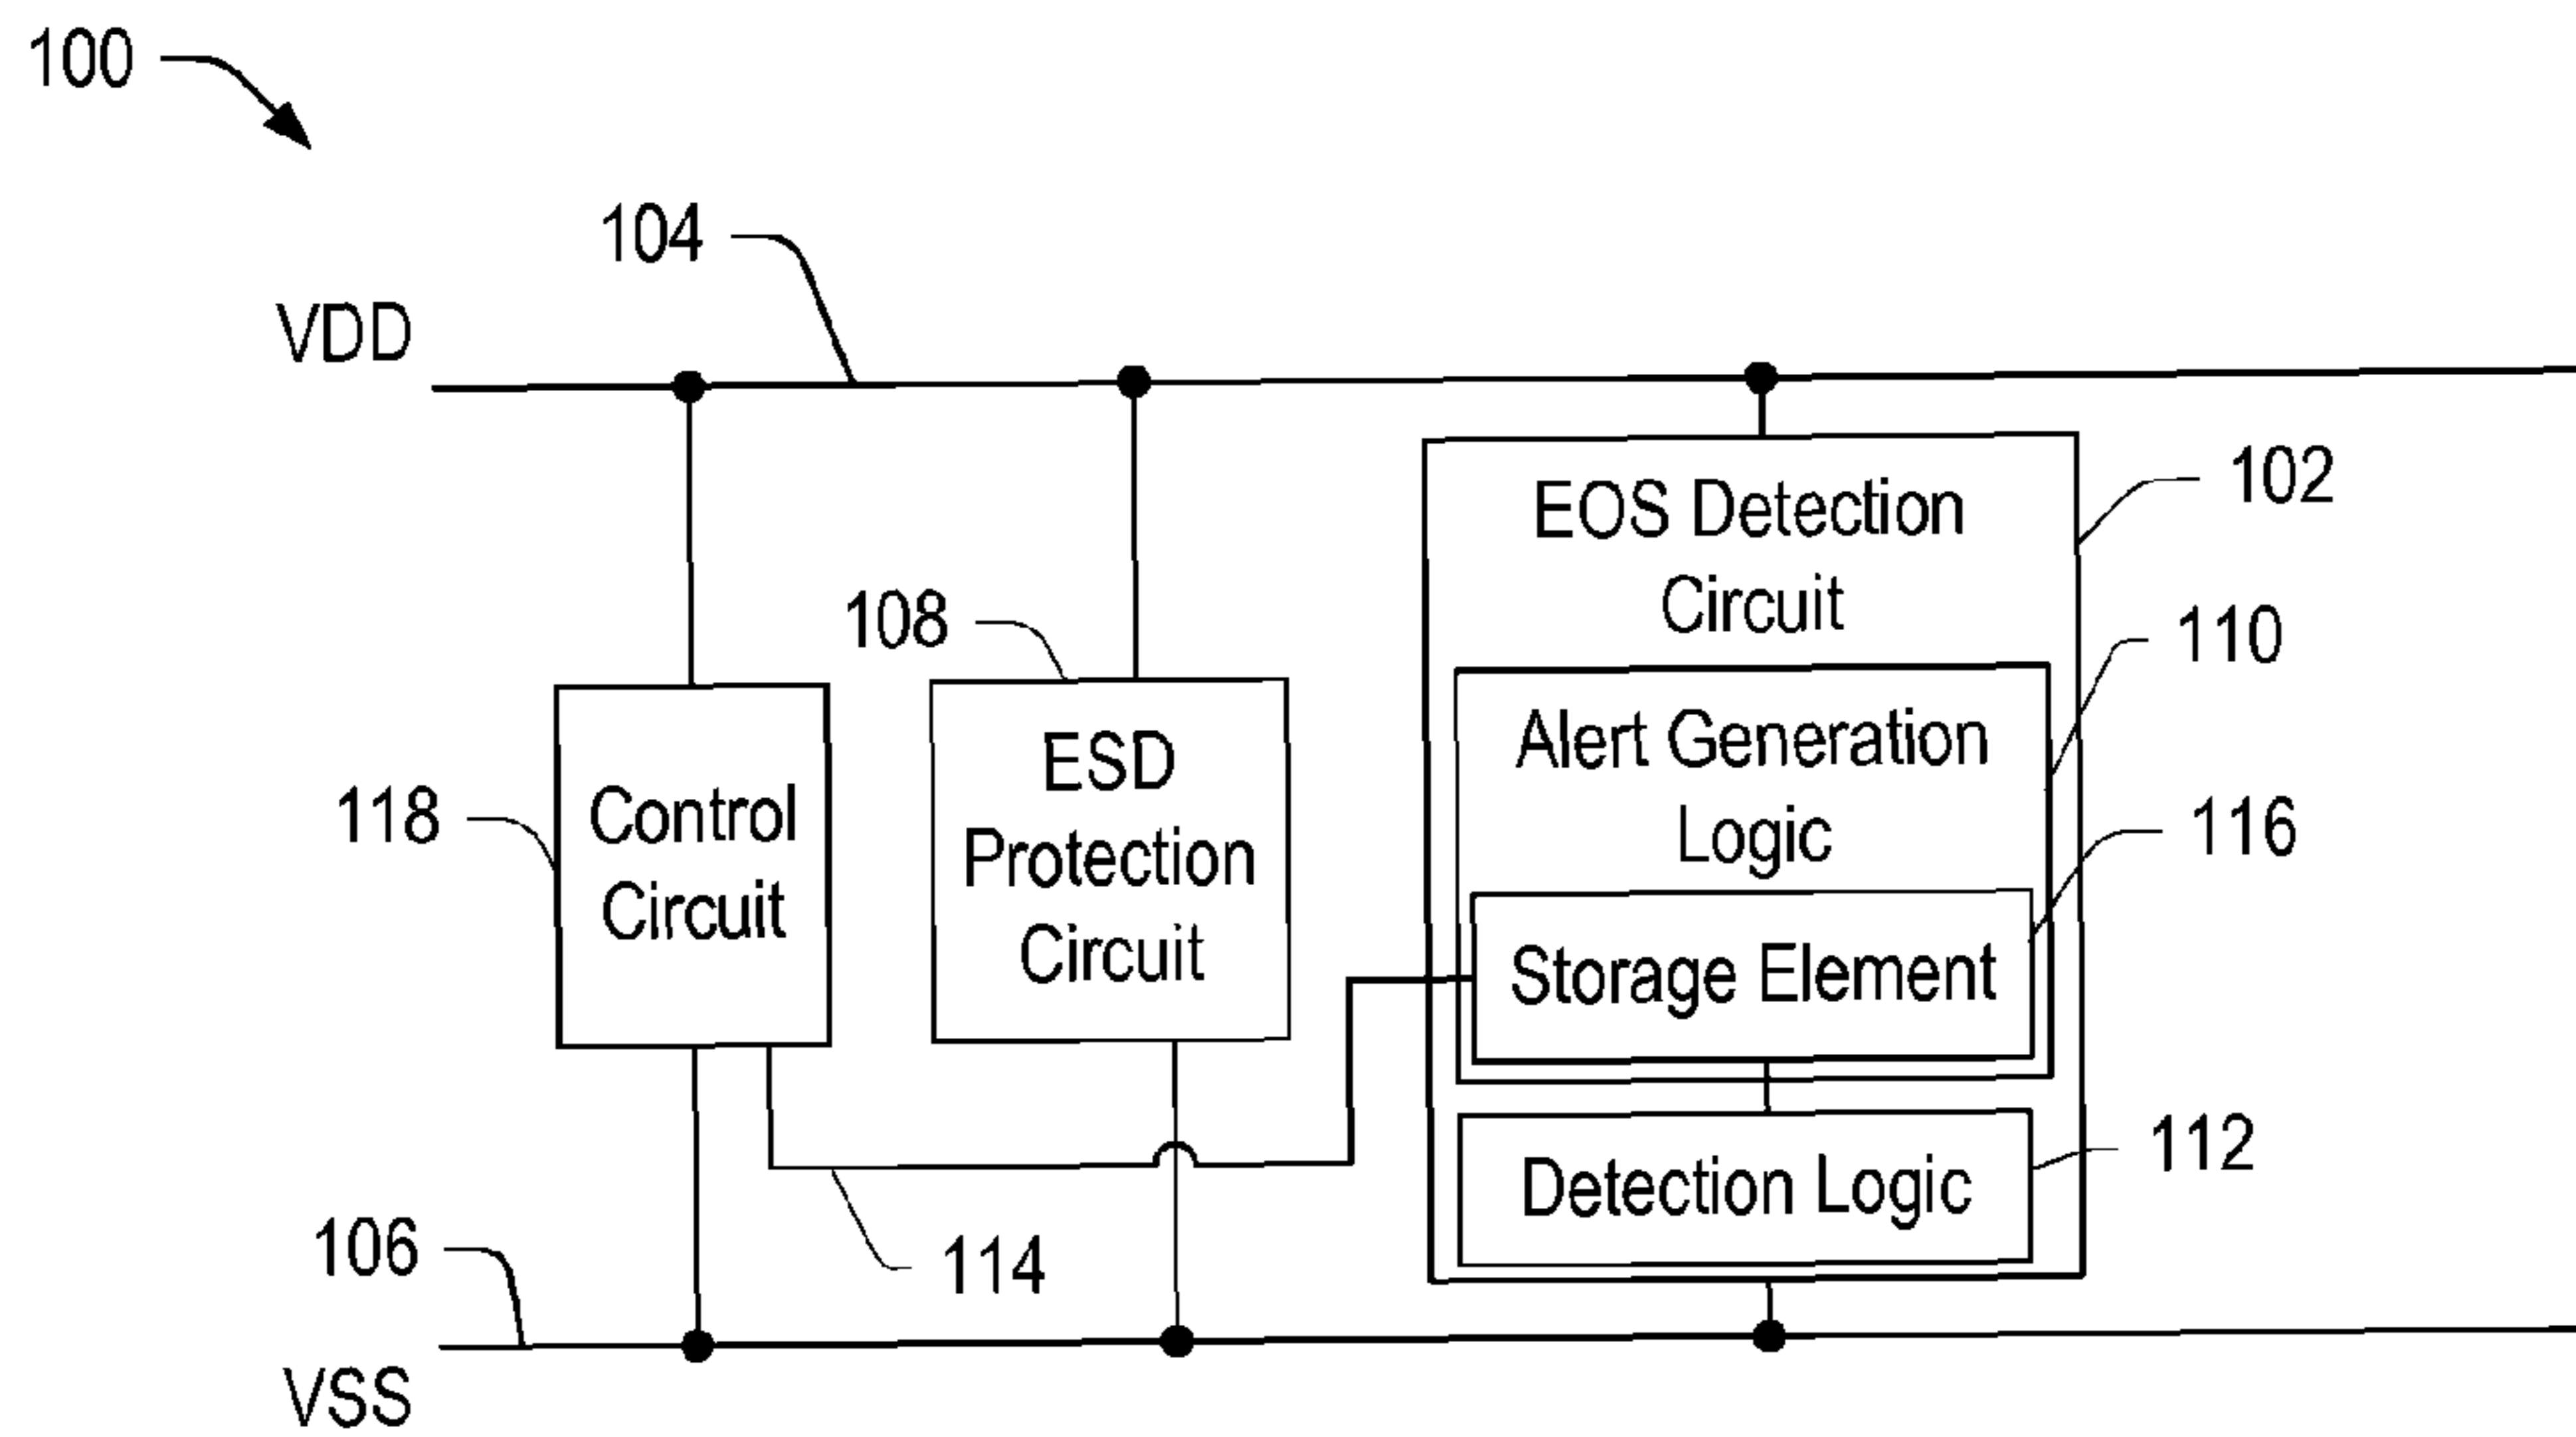 100
104
VDD
EOS Detection
Circuit
102
108
110
Alert Generation
Logic
ESD
Protection
Circuit
118
Control
Circuit
116
Storage Element
112
Detection Logic
106
114
VSS